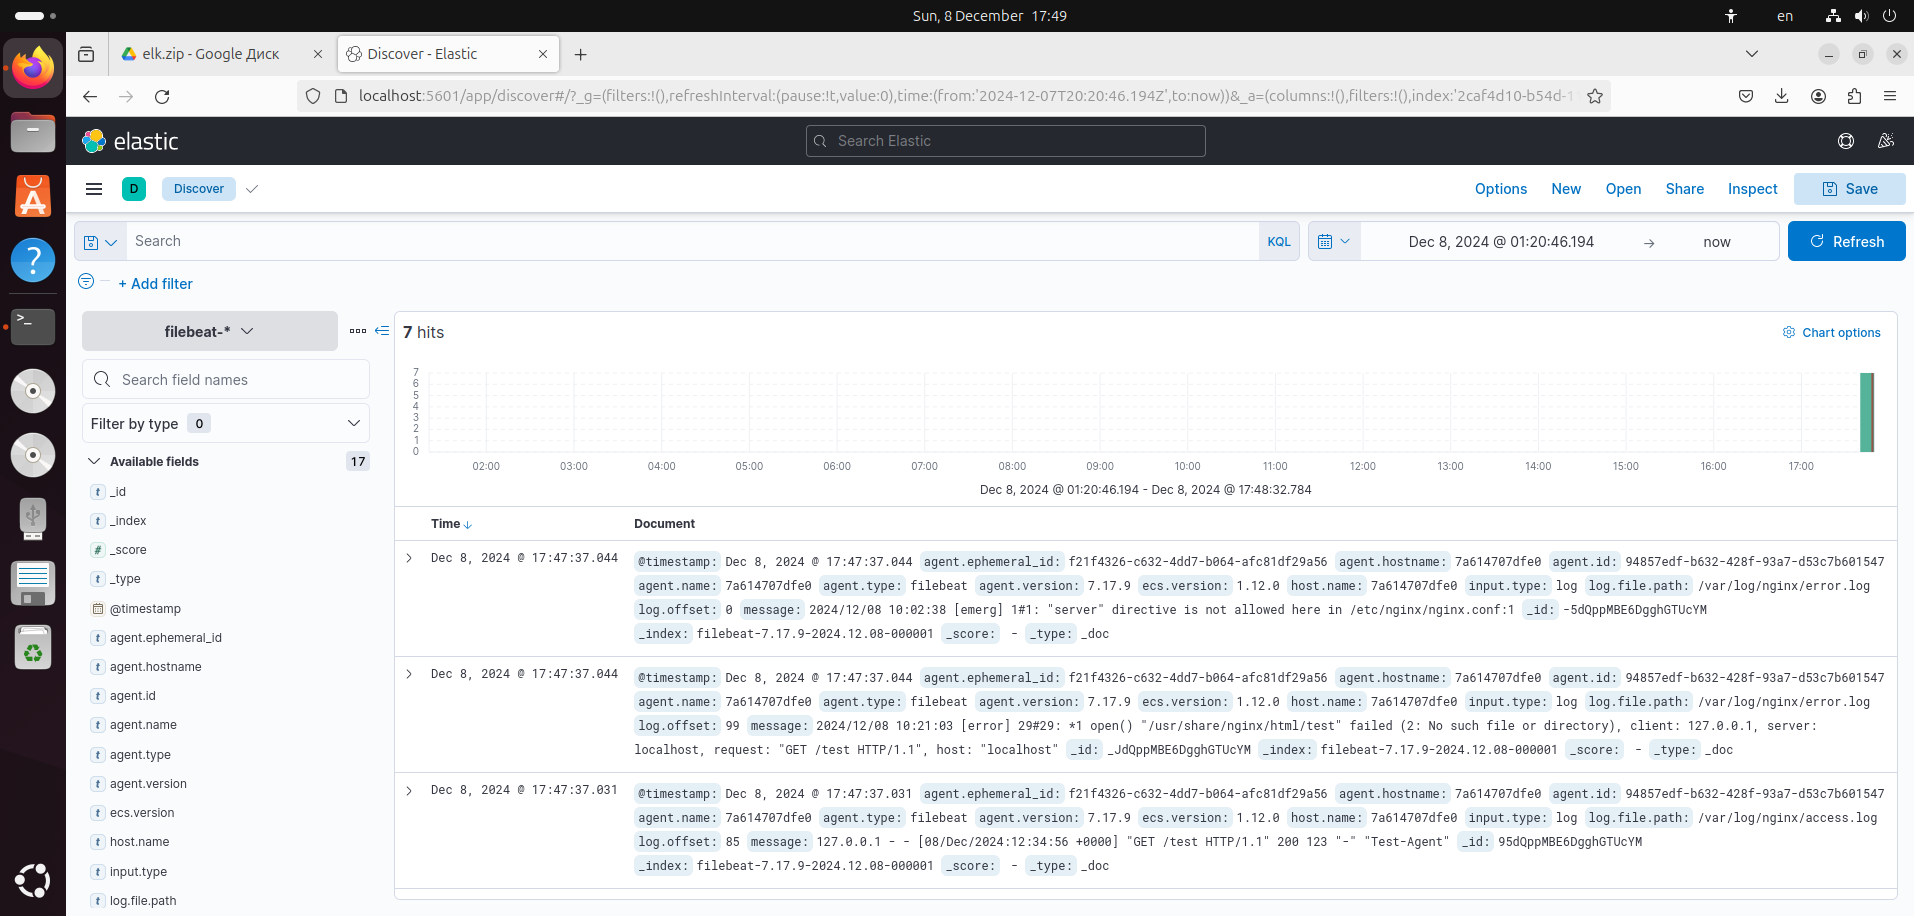 Sun, 8 December 17:49
en
elk.zip - Google Диск
Discover - Elastic
localhost:5601/app/discover#/?_g=(filters:!(),refreshInterval:(pause:!t,value:0),time:(from:'2024-12-07T20:20:46.194Z',to:now))&_a=(columns:!(),filters:!(),index:'2caf4d10-b54d-1
elastic
Search Elastic
D
Discover
Options
New
Open
Share
Inspect
Save
Search
KQL
Dec 8, 2024 @ 01:20:46.194
→
now
Refresh
+ Add filter
filebeat-*
Search field names
Filter by type 0
Available fields 17
t _id
t _index
# _score
t _type
@timestamp
t agent.ephemeral_id
t agent.hostname
t agent.id
t agent.name
t agent.type
t agent.version
t ecs.version
t host.name
t input.type
t log.file.path
7 hits
Chart options
7
6
5
4
3
2
1
0
02:00 03:00 04:00 05:00 06:00 07:00 08:00 09:00 10:00 11:00 12:00 13:00 14:00 15:00 16:00 17:00
Dec 8, 2024 @ 01:20:46.194 - Dec 8, 2024 @ 17:48:32.784
Time ↓ Document
Dec 8, 2024 @ 17:47:37.044
@timestamp: Dec 8, 2024 @ 17:47:37.044 agent.ephemeral_id: f21f4326-c632-4dd7-b064-afc81df29a56 agent.hostname: 7a614707dfe0 agent.id: 94857edf-b632-428f-93a7-d53c7b601547
agent.name: 7a614707dfe0 agent.type: filebeat agent.version: 7.17.9 ecs.version: 1.12.0 host.name: 7a614707dfe0 input.type: log log.file.path: /var/log/nginx/error.log
log.offset: 0 message: 2024/12/08 10:02:38 [emerg] 1#1: "server" directive is not allowed here in /etc/nginx/nginx.conf:1 _id: -5dQppMBE6DgghGTUcYM
_index: filebeat-7.17.9-2024.12.08-000001 _score: - _type: _doc
Dec 8, 2024 @ 17:47:37.044
@timestamp: Dec 8, 2024 @ 17:47:37.044 agent.ephemeral_id: f21f4326-c632-4dd7-b064-afc81df29a56 agent.hostname: 7a614707dfe0 agent.id: 94857edf-b632-428f-93a7-d53c7b601547
agent.name: 7a614707dfe0 agent.type: filebeat agent.version: 7.17.9 ecs.version: 1.12.0 host.name: 7a614707dfe0 input.type: log log.file.path: /var/log/nginx/error.log
log.offset: 99 message: 2024/12/08 10:21:03 [error] 29#29: *1 open() "/usr/share/nginx/html/test" failed (2: No such file or directory), client: 127.0.0.1, server:
localhost, request: "GET /test HTTP/1.1", host: "localhost" _id: _JdQppMBE6DgghGTUcYM _index: filebeat-7.17.9-2024.12.08-000001 _score: - _type: _doc
Dec 8, 2024 @ 17:47:37.031
@timestamp: Dec 8, 2024 @ 17:47:37.031 agent.ephemeral_id: f21f4326-c632-4dd7-b064-afc81df29a56 agent.hostname: 7a614707dfe0 agent.id: 94857edf-b632-428f-93a7-d53c7b601547
agent.name: 7a614707dfe0 agent.type: filebeat agent.version: 7.17.9 ecs.version: 1.12.0 host.name: 7a614707dfe0 input.type: log log.file.path: /var/log/nginx/access.log
log.offset: 85 message: 127.0.0.1 - - [08/Dec/2024:12:34:56 +0000] "GET /test HTTP/1.1" 200 123 "-" "Test-Agent" _id: 95dQppMBE6DgghGTUcYM
_index: filebeat-7.17.9-2024.12.08-000001 _score: - _type: _doc